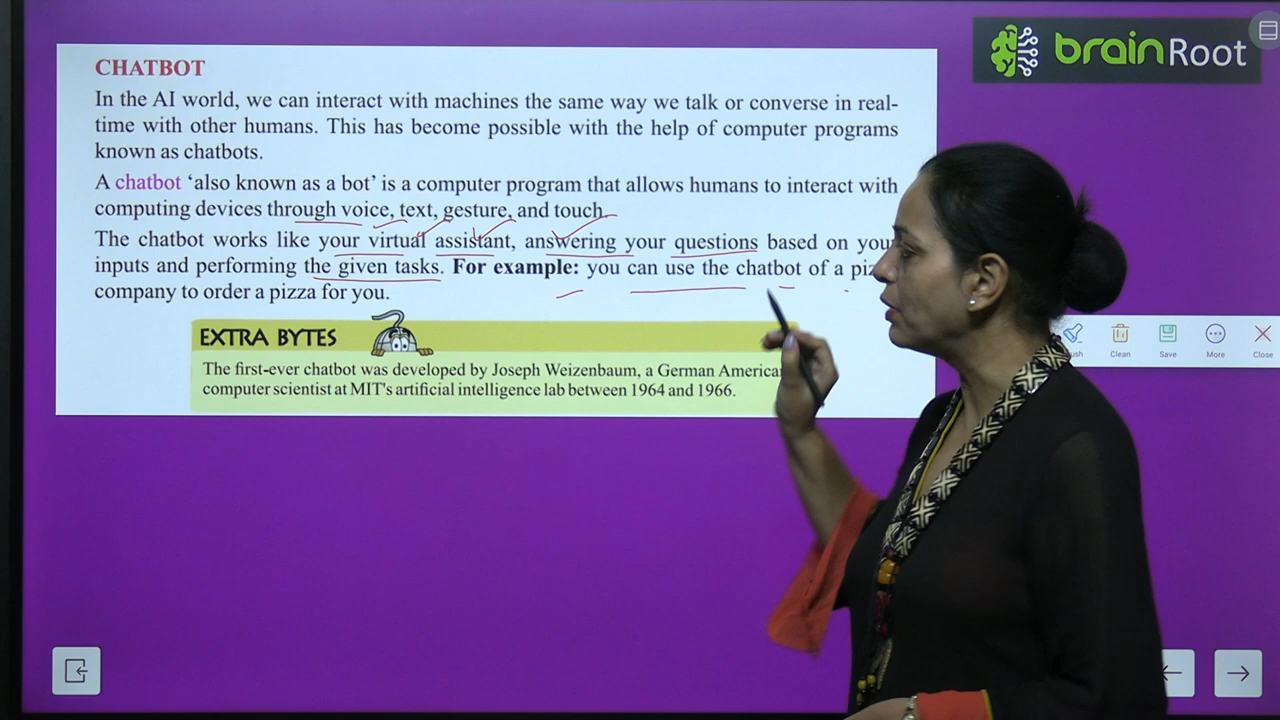 brainRoot
CHATBOT
In the AI world, we can interact with machines the same way we talk or converse in real-
time with other humans. This has become possible with the help of computer programs
known as chatbots.
A chatbot ‘also known as a bot’ is a computer program that allows humans to interact with
computing devices through voice, text, gesture, and touch.
The chatbot works like your virtual assistant, answering your questions based on
inputs and performing the given tasks. For example: you can use the chatbot of a
company to order a pizza for you.
EXTRA BYTES
The first-ever chatbot was developed by Joseph Weizenbaum, a German
computer scientist at MIT's artificial intelligence lab between 1964 and 1966.
Clean
Save
More
Close